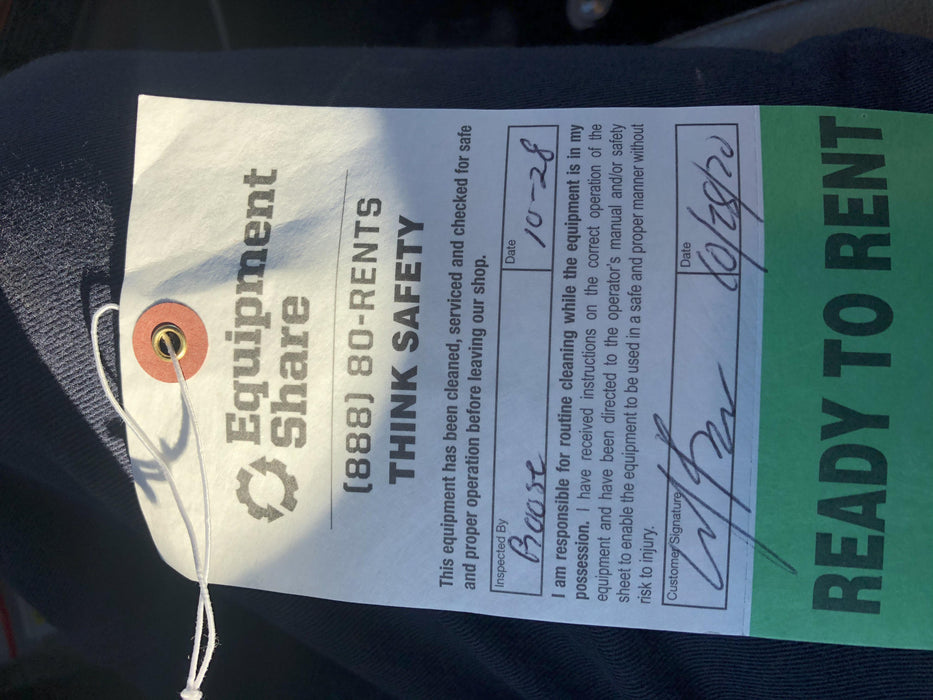 Equipment
Share
(888) 80-RENTS
THINK SAFETY
This equipment has been cleaned, serviced and checked for safe
and proper operation before leaving our shop.
Inspected By Date
10-28
I am responsible for routine cleaning while the equipment is in my
possession. I have received instructions on the correct operation of the
equipment and have been directed to the operator's manual and/or safety
sheet to enable the equipment to be used in a safe and proper manner without
risk to injury.
Customer Signature Date
10/28/20
READY TO RENT